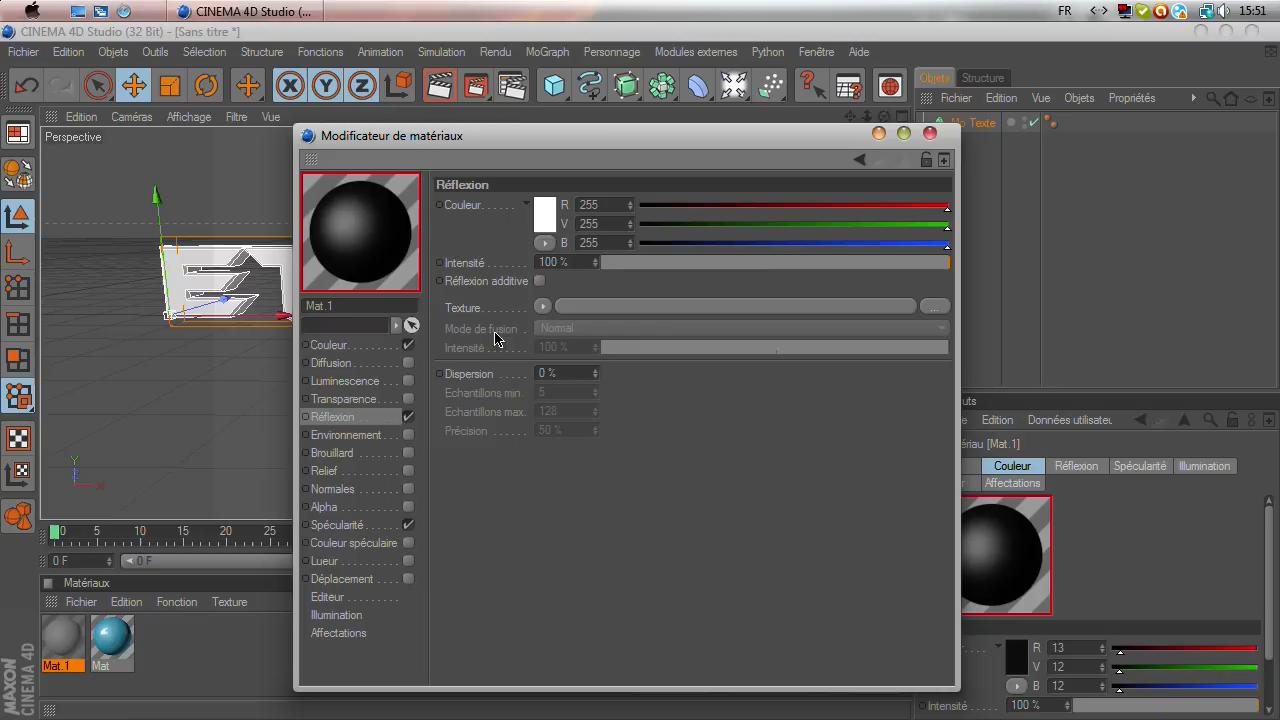 CINEMA 4D Studio (...
FR
15:51
CINEMA 4D Studio (32 Bit) - [Sans titre *]
Fichier Edition Objets Outils Sélection Structure Fonctions Animation Simulation Rendu MoGraph Personnage Modules externes Python Fenêtre Aide
X Y Z
Objets Structure
Fichier Edition Vue Objets Propriétés
Edition Caméras Affichage Filtre Vue
Perspective
Mo Texte
Modificateur de matériaux
Réflexion
Couleur
R 255
V 255
B 255
Intensité 100 %
Réflexion additive
Texture ...
Mode de fusion Normal
Intensité 100 %
Dispersion 0 %
Echantillons min. 5
Echantillons max. 128
Précision 50 %
Mat.1
Couleur
Diffusion
Luminescence
Transparence
Réflexion
Environnement
Brouillard
Relief
Normales
Alpha
Spécularité
Couleur spéculaire
Lueur
Déplacement
Editeur
Illumination
Affectations
Y
X
0 5 10 15 20 25
0 F 0 F
Matériaux
Fichier Edition Fonction Texture
Mat.1 Mat
MAXON
CINEMA 4D
uts
e Edition Données utilisateur
ériau [Mat.1]
Couleur Réflexion Spécularité Illumination
Affectations
R 13
V 12
B 12
Intensité 100 %